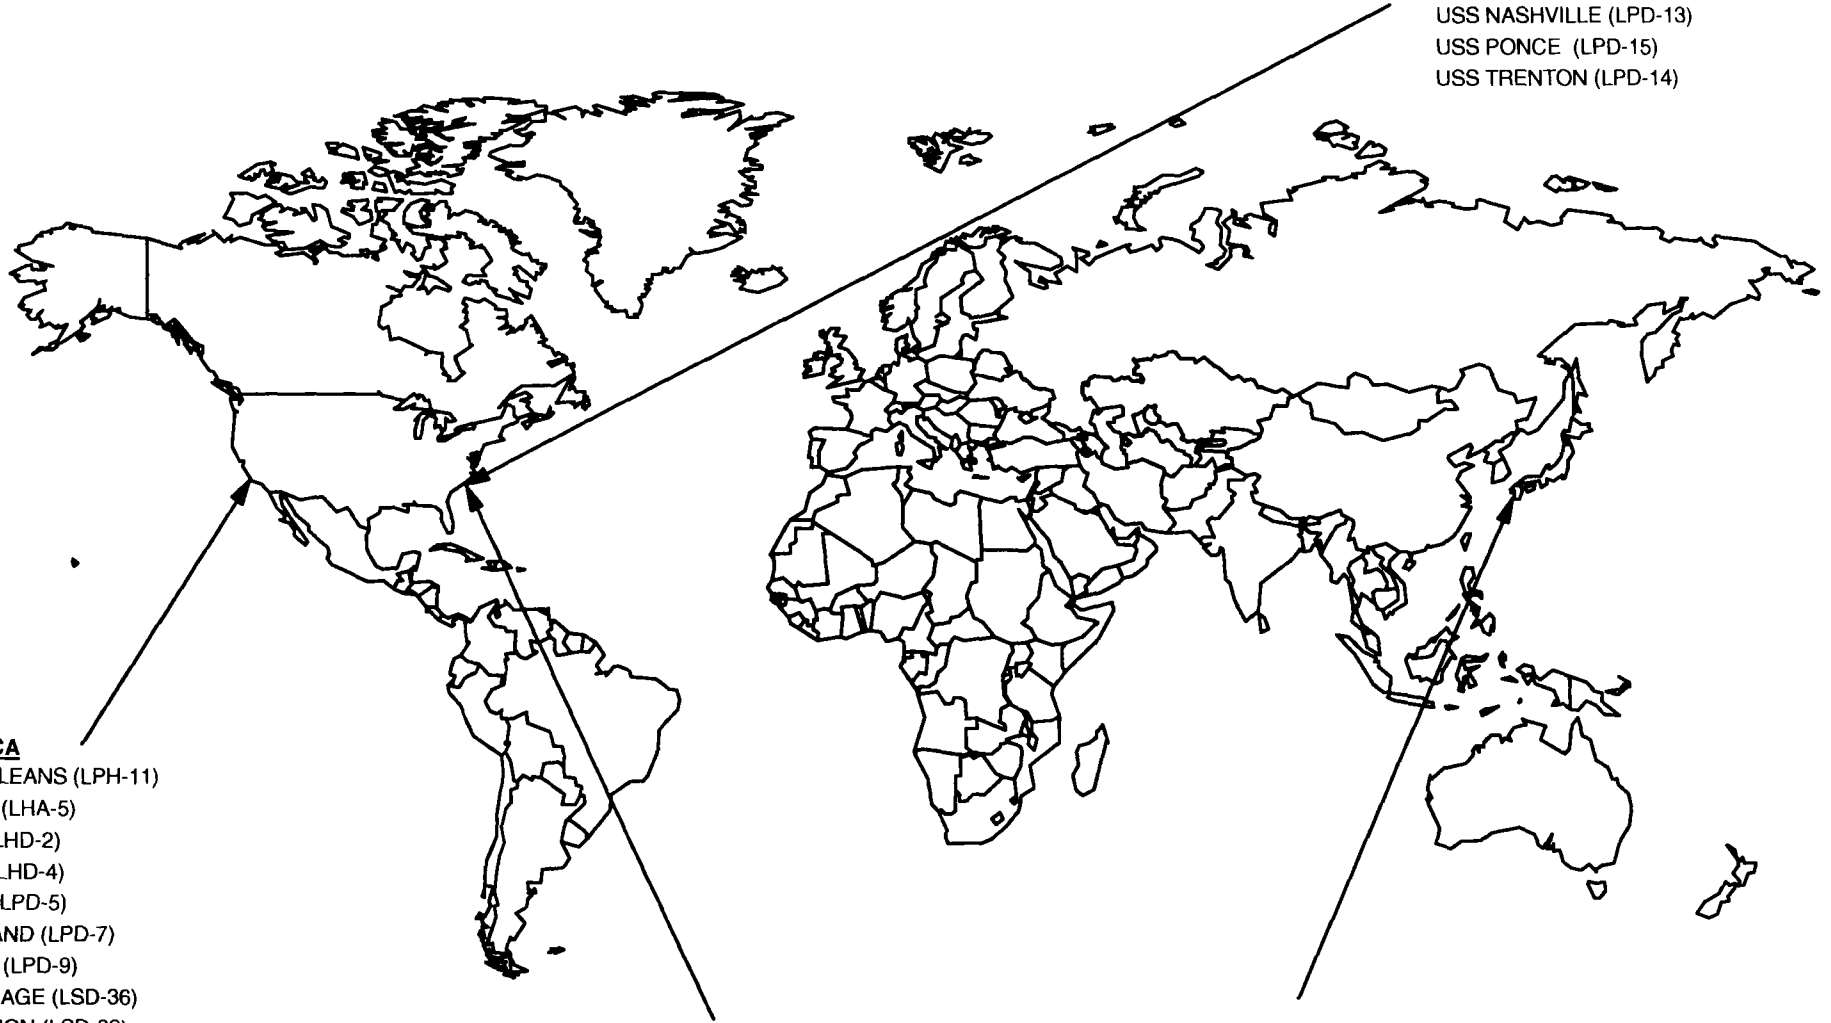 USS NASHVILLE (LPD-13)
USS PONCE (LPD-15)
USS TRENTON (LPD-14)
CA
LEANS (LPH-11)
(LHA-5)
LHD-2)
LHD-4)
LPD-5)
AND (LPD-7)
(LPD-9)
AGE (LSD-36)